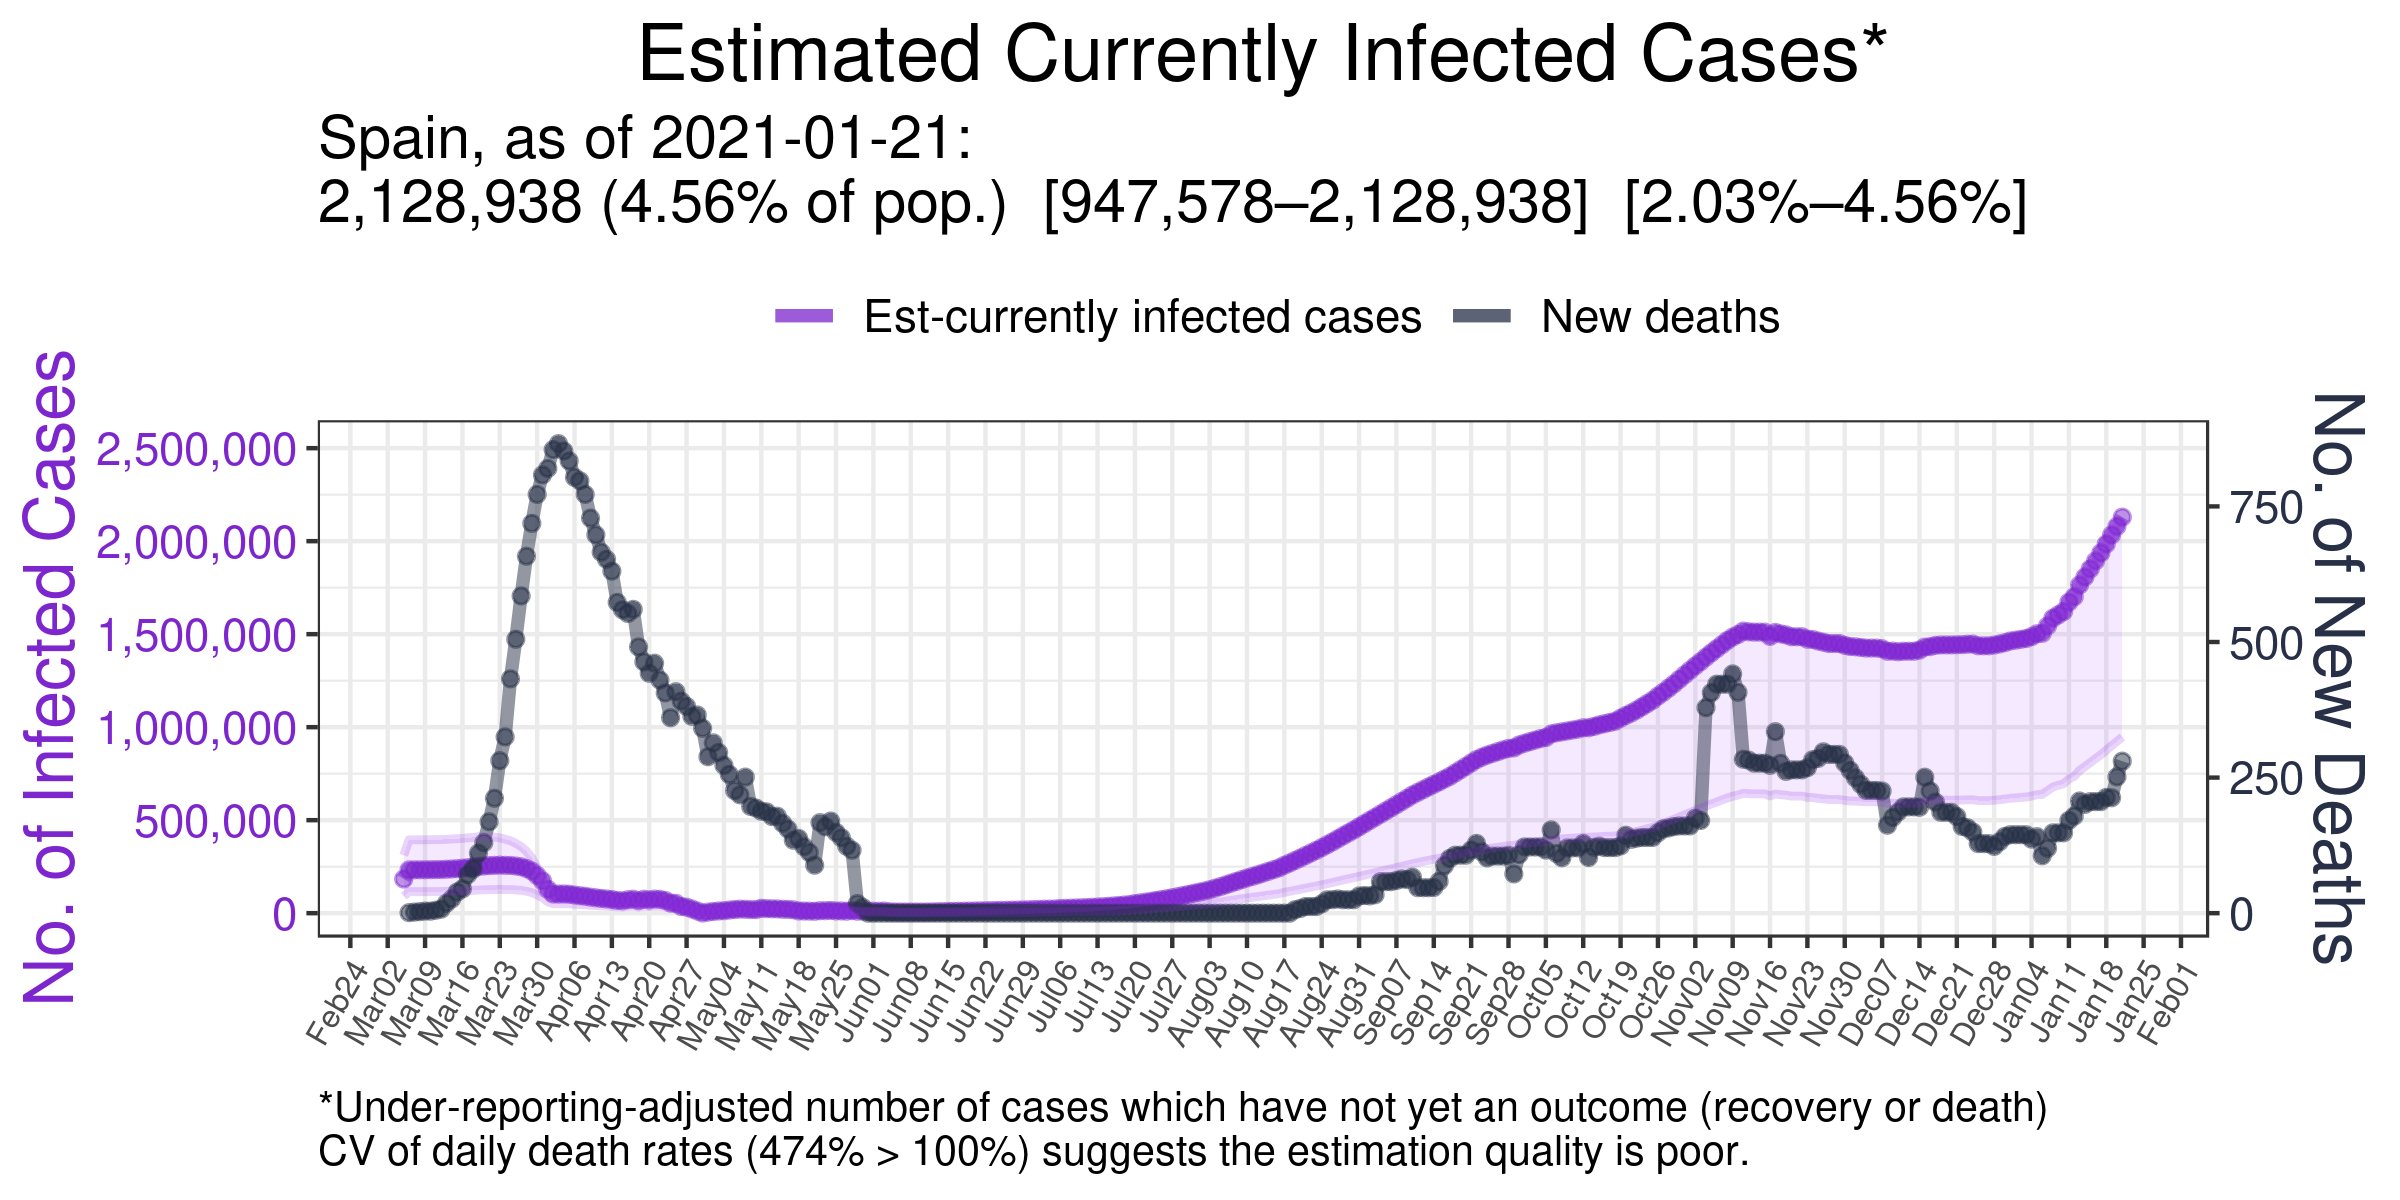 Estimated Currently Infected Cases*
Spain, as of 2021-01-21:
2,128,938 (4.56% of pop.) [947,578–2,128,938] [2.03%–4.56%]
Est-currently infected cases
New deaths
No. of Infected Cases
2,500,000
2,000,000
1,500,000
1,000,000
500,000
0
750
500
250
0
No. of New Deaths
Feb24
Mar02
Mar09
Mar16
Mar23
Mar30
Apr06
Apr13
Apr20
Apr27
May04
May11
May18
May25
Jun01
Jun08
Jun15
Jun22
Jun29
Jul06
Jul13
Jul20
Jul27
Aug03
Aug10
Aug17
Aug24
Aug31
Sep07
Sep14
Sep21
Sep28
Oct05
Oct12
Oct19
Oct26
Nov02
Nov09
Nov16
Nov23
Nov30
Dec07
Dec14
Dec21
Dec28
Jan04
Jan11
Jan18
Jan25
Feb01
*Under-reporting-adjusted number of cases which have not yet an outcome (recovery or death)
CV of daily death rates (474% > 100%) suggests the estimation quality is poor.